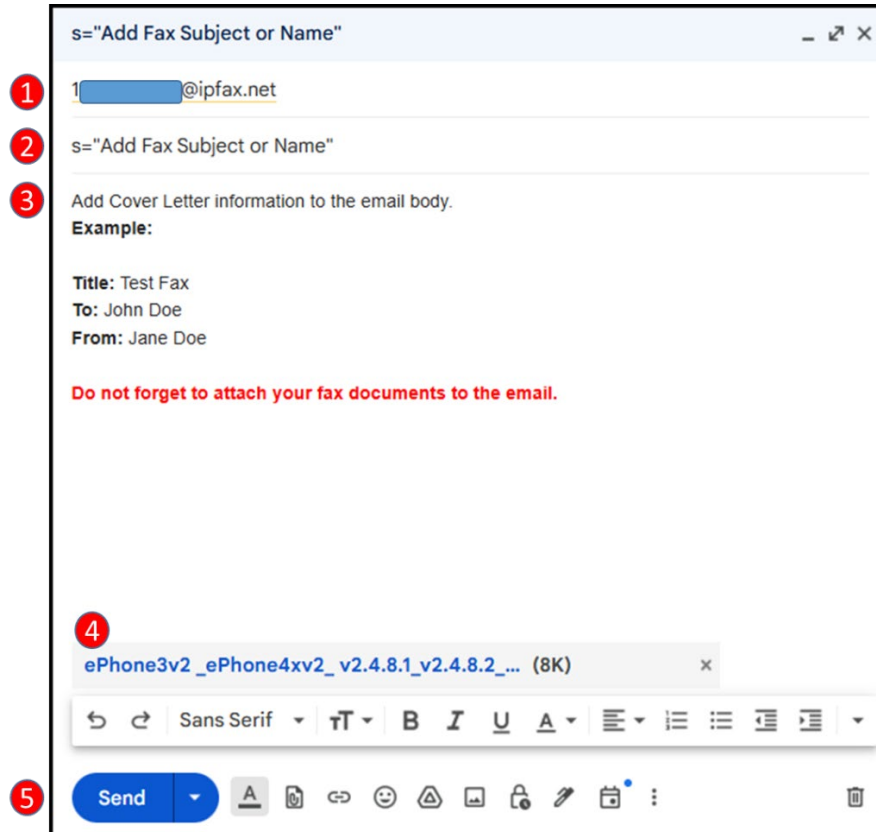 s="Add Fax Subject or Name"
1 1@ipfax.net
2 s="Add Fax Subject or Name"
3 Add Cover Letter information to the email body.
Example:
Title: Test Fax
To: John Doe
From: Jane Doe
Do not forget to attach your fax documents to the email.
4
ePhone3v2 _ePhone4xv2_ v2.4.8.1_v2.4.8.2_... (8K)
Sans Serif B I U A
5 Send A